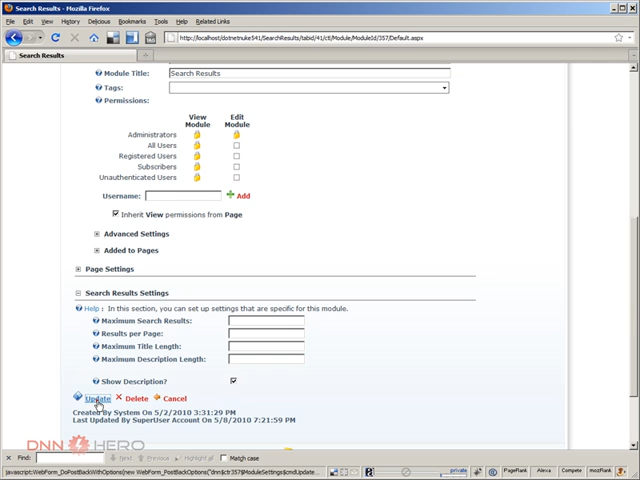 Search Results - Mozilla Firefox
File Edit View History Delicious Bookmarks Tools Help Related Links
http://localhost/dotnetnuke541/SearchResults/tabid/41/ctl/Module/ModuleId/357/Default.aspx
Search Results
Module Title: Search Results
Tags:
Permissions:
View Module Edit Module
Administrators
All Users
Registered Users
Subscribers
Unauthenticated Users
Username: Add
Inherit View permissions from Page
Advanced Settings
Added to Pages
Page Settings
Search Results Settings
Help : In this section, you can set up settings that are specific for this module.
Maximum Search Results:
Results per Page:
Maximum Title Length:
Maximum Description Length:
Show Description?
Update Delete Cancel
Created By System On 5/2/2010 3:31:29 PM
Last Updated By SuperUser Account On 5/8/2010 7:21:59 PM
DNN HERO
Find: Next Previous Highlight all Match case
javascript:WebForm_DoPostBackWithOptions(new WebForm_PostBackOptions("dnn$ctr357$ModuleSettings$cmdUpdate... private PageRank Alexa Compete PageRank